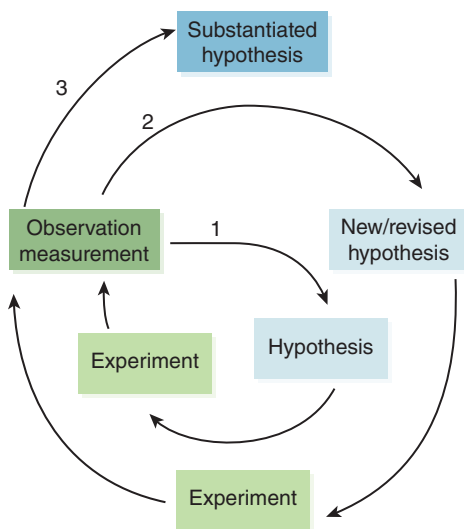 Substantiated
hypothesis
3
2
Observation
measurement
1
New/revised
hypothesis
Experiment
Hypothesis
Experiment